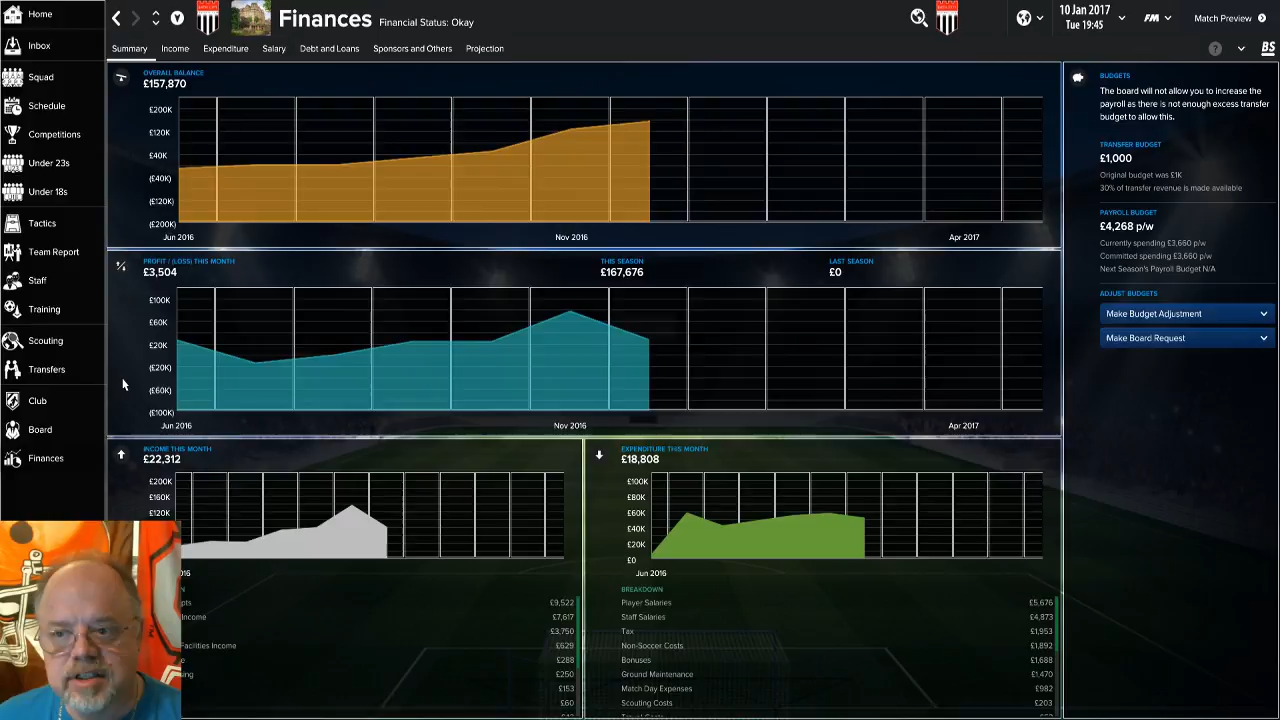 Home
Inbox
Squad
Schedule
Competitions
Under 23s
Under 18s
Tactics
Team Report
Staff
Training
Scouting
Transfers
Club
Board
Finances
Finances
Financial Status: Okay
10 Jan 2017
Tue 19:45
FM
Match Preview
Summary
Income
Expenditure
Salary
Debt and Loans
Sponsors and Others
Projection
?
BS
OVERALL BALANCE
£157,870
£200K
£120K
£40K
(£40K)
(£120K)
(£200K)
Jun 2016
Nov 2016
Apr 2017
PROFIT / (LOSS) THIS MONTH
£3,504
THIS SEASON
£167,676
LAST SEASON
£0
£100K
£60K
£20K
(£20K)
(£60K)
(£100K)
Jun 2016
Nov 2016
Apr 2017
INCOME THIS MONTH
£22,312
£200K
£160K
£120K
£9,522
Income
£7,617
£3,750
Facilities Income
£629
£288
£250
£153
£60
EXPENDITURE THIS MONTH
£18,808
£100K
£80K
£60K
£40K
£20K
£0
Jun 2016
BREAKDOWN
Player Salaries
£5,676
Staff Salaries
£4,873
Tax
£1,953
Non-Soccer Costs
£1,892
Bonuses
£1,688
Ground Maintenance
£1,470
Match Day Expenses
£982
Scouting Costs
£203
BUDGETS
The board will not allow you to increase the
payroll as there is not enough excess transfer
budget to allow this.
TRANSFER BUDGET
£1,000
Original budget was £1K
30% of transfer revenue is made available
PAYROLL BUDGET
£4,268 p/w
Currently spending £3,660 p/w
Committed spending £3,660 p/w
Next Season's Payroll Budget N/A
ADJUST BUDGETS
Make Budget Adjustment
Make Board Request